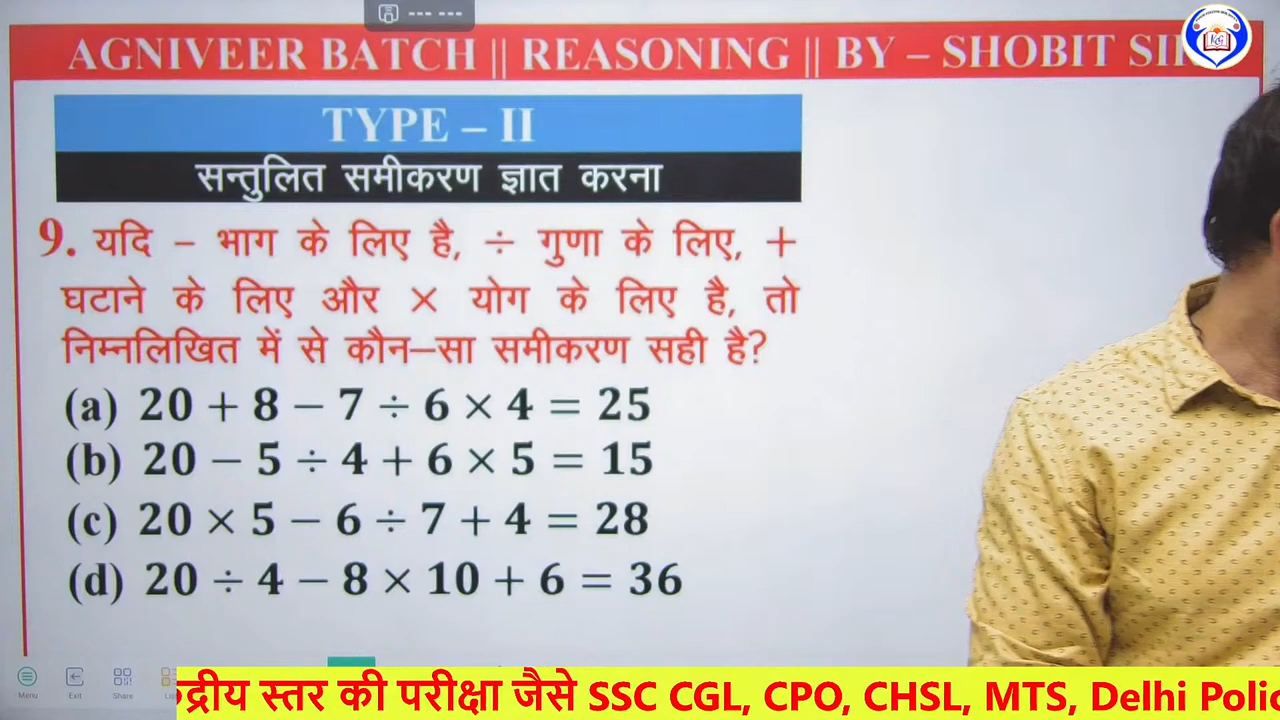 --- ---
AGNIVEER BATCH || REASONING || BY – SHOBIT SIR
TYPE – II
सन्तुलित समीकरण ज्ञात करना
9. यदि – भाग के लिए है, ÷ गुणा के लिए, +
घटाने के लिए और × योग के लिए है, तो
निम्नलिखित में से कौन–सा समीकरण सही है?
(a) 20 + 8 – 7 ÷ 6 × 4 = 25
(b) 20 – 5 ÷ 4 + 6 × 5 = 15
(c) 20 × 5 – 6 ÷ 7 + 4 = 28
(d) 20 ÷ 4 – 8 × 10 + 6 = 36
Menu Exit Share
द्रीय स्तर की परीक्षा जैसे SSC CGL, CPO, CHSL, MTS, Delhi Polic